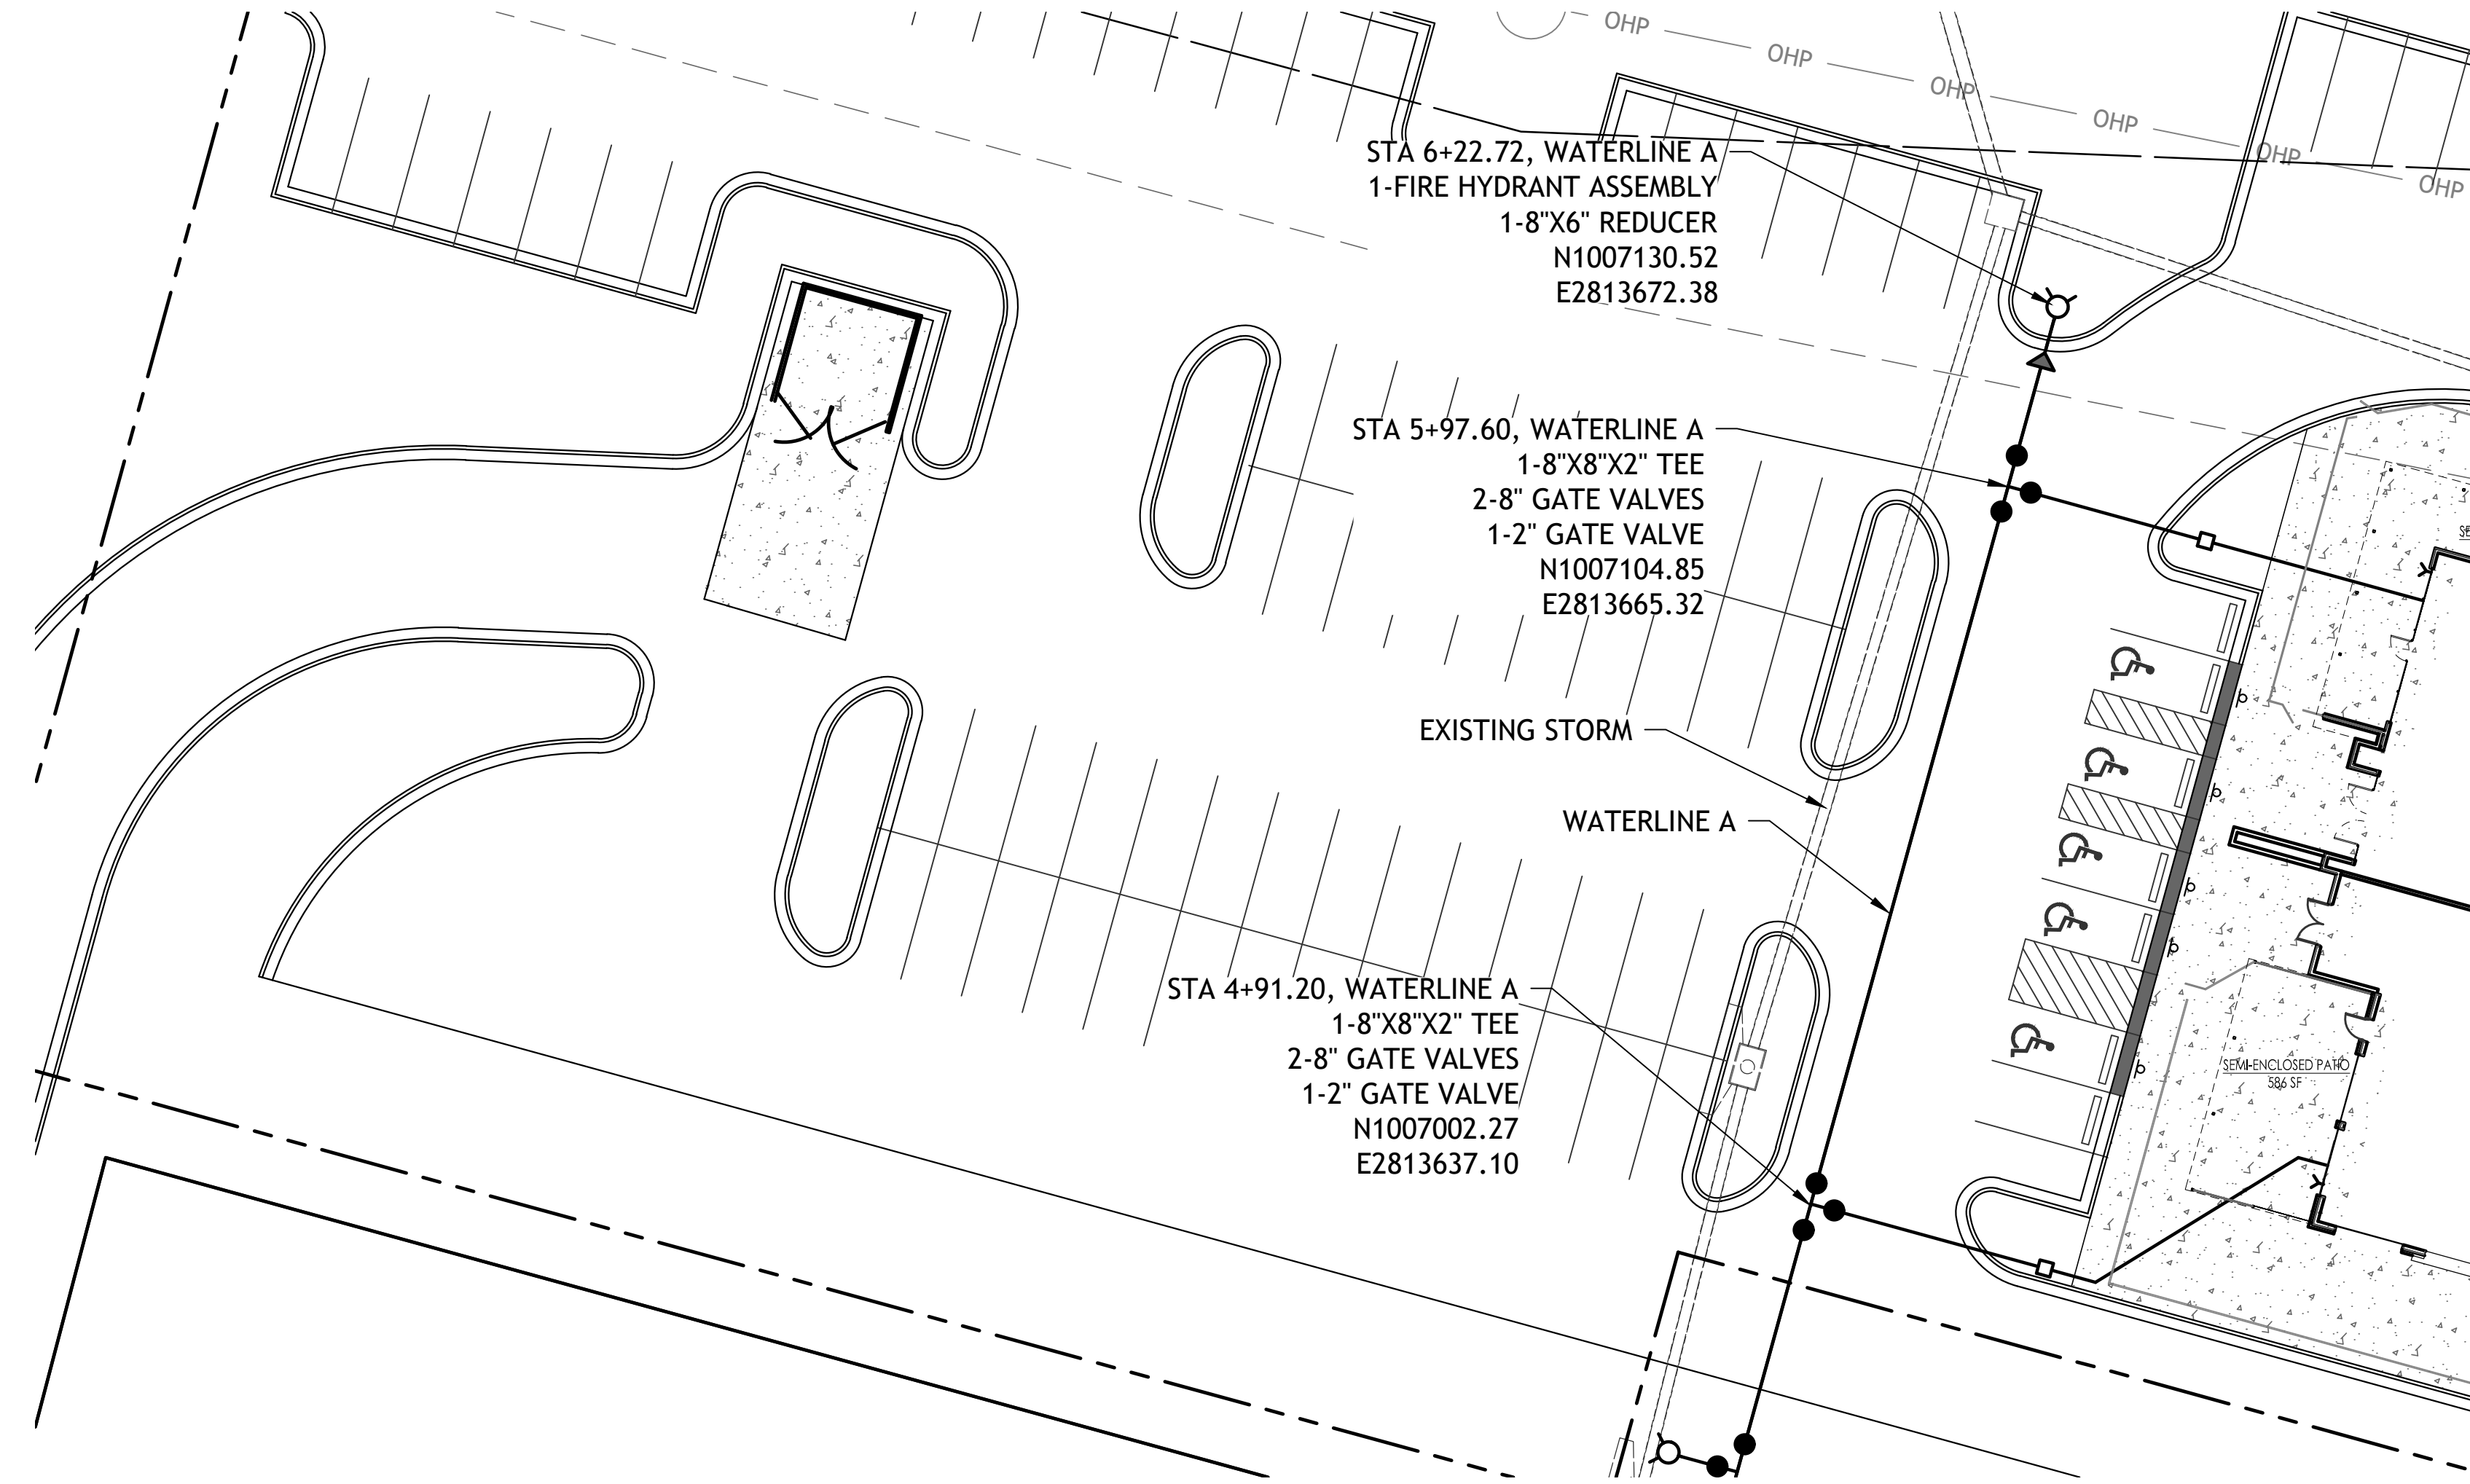 OHP
OHP
OHP
OHP
OHP
OHP
STA 6+22.72, WATERLINE A
1-FIRE HYDRANT ASSEMBLY
1-8"X6" REDUCER
N1007130.52
E2813672.38
STA 5+97.60, WATERLINE A
1-8"X8"X2" TEE
2-8" GATE VALVES
1-2" GATE VALVE
N1007104.85
E2813665.32
EXISTING STORM
WATERLINE A
STA 4+91.20, WATERLINE A
1-8"X8"X2" TEE
2-8" GATE VALVES
1-2" GATE VALVE
N1007002.27
E2813637.10
SEMI-ENCLOSED PATIO
586 SF